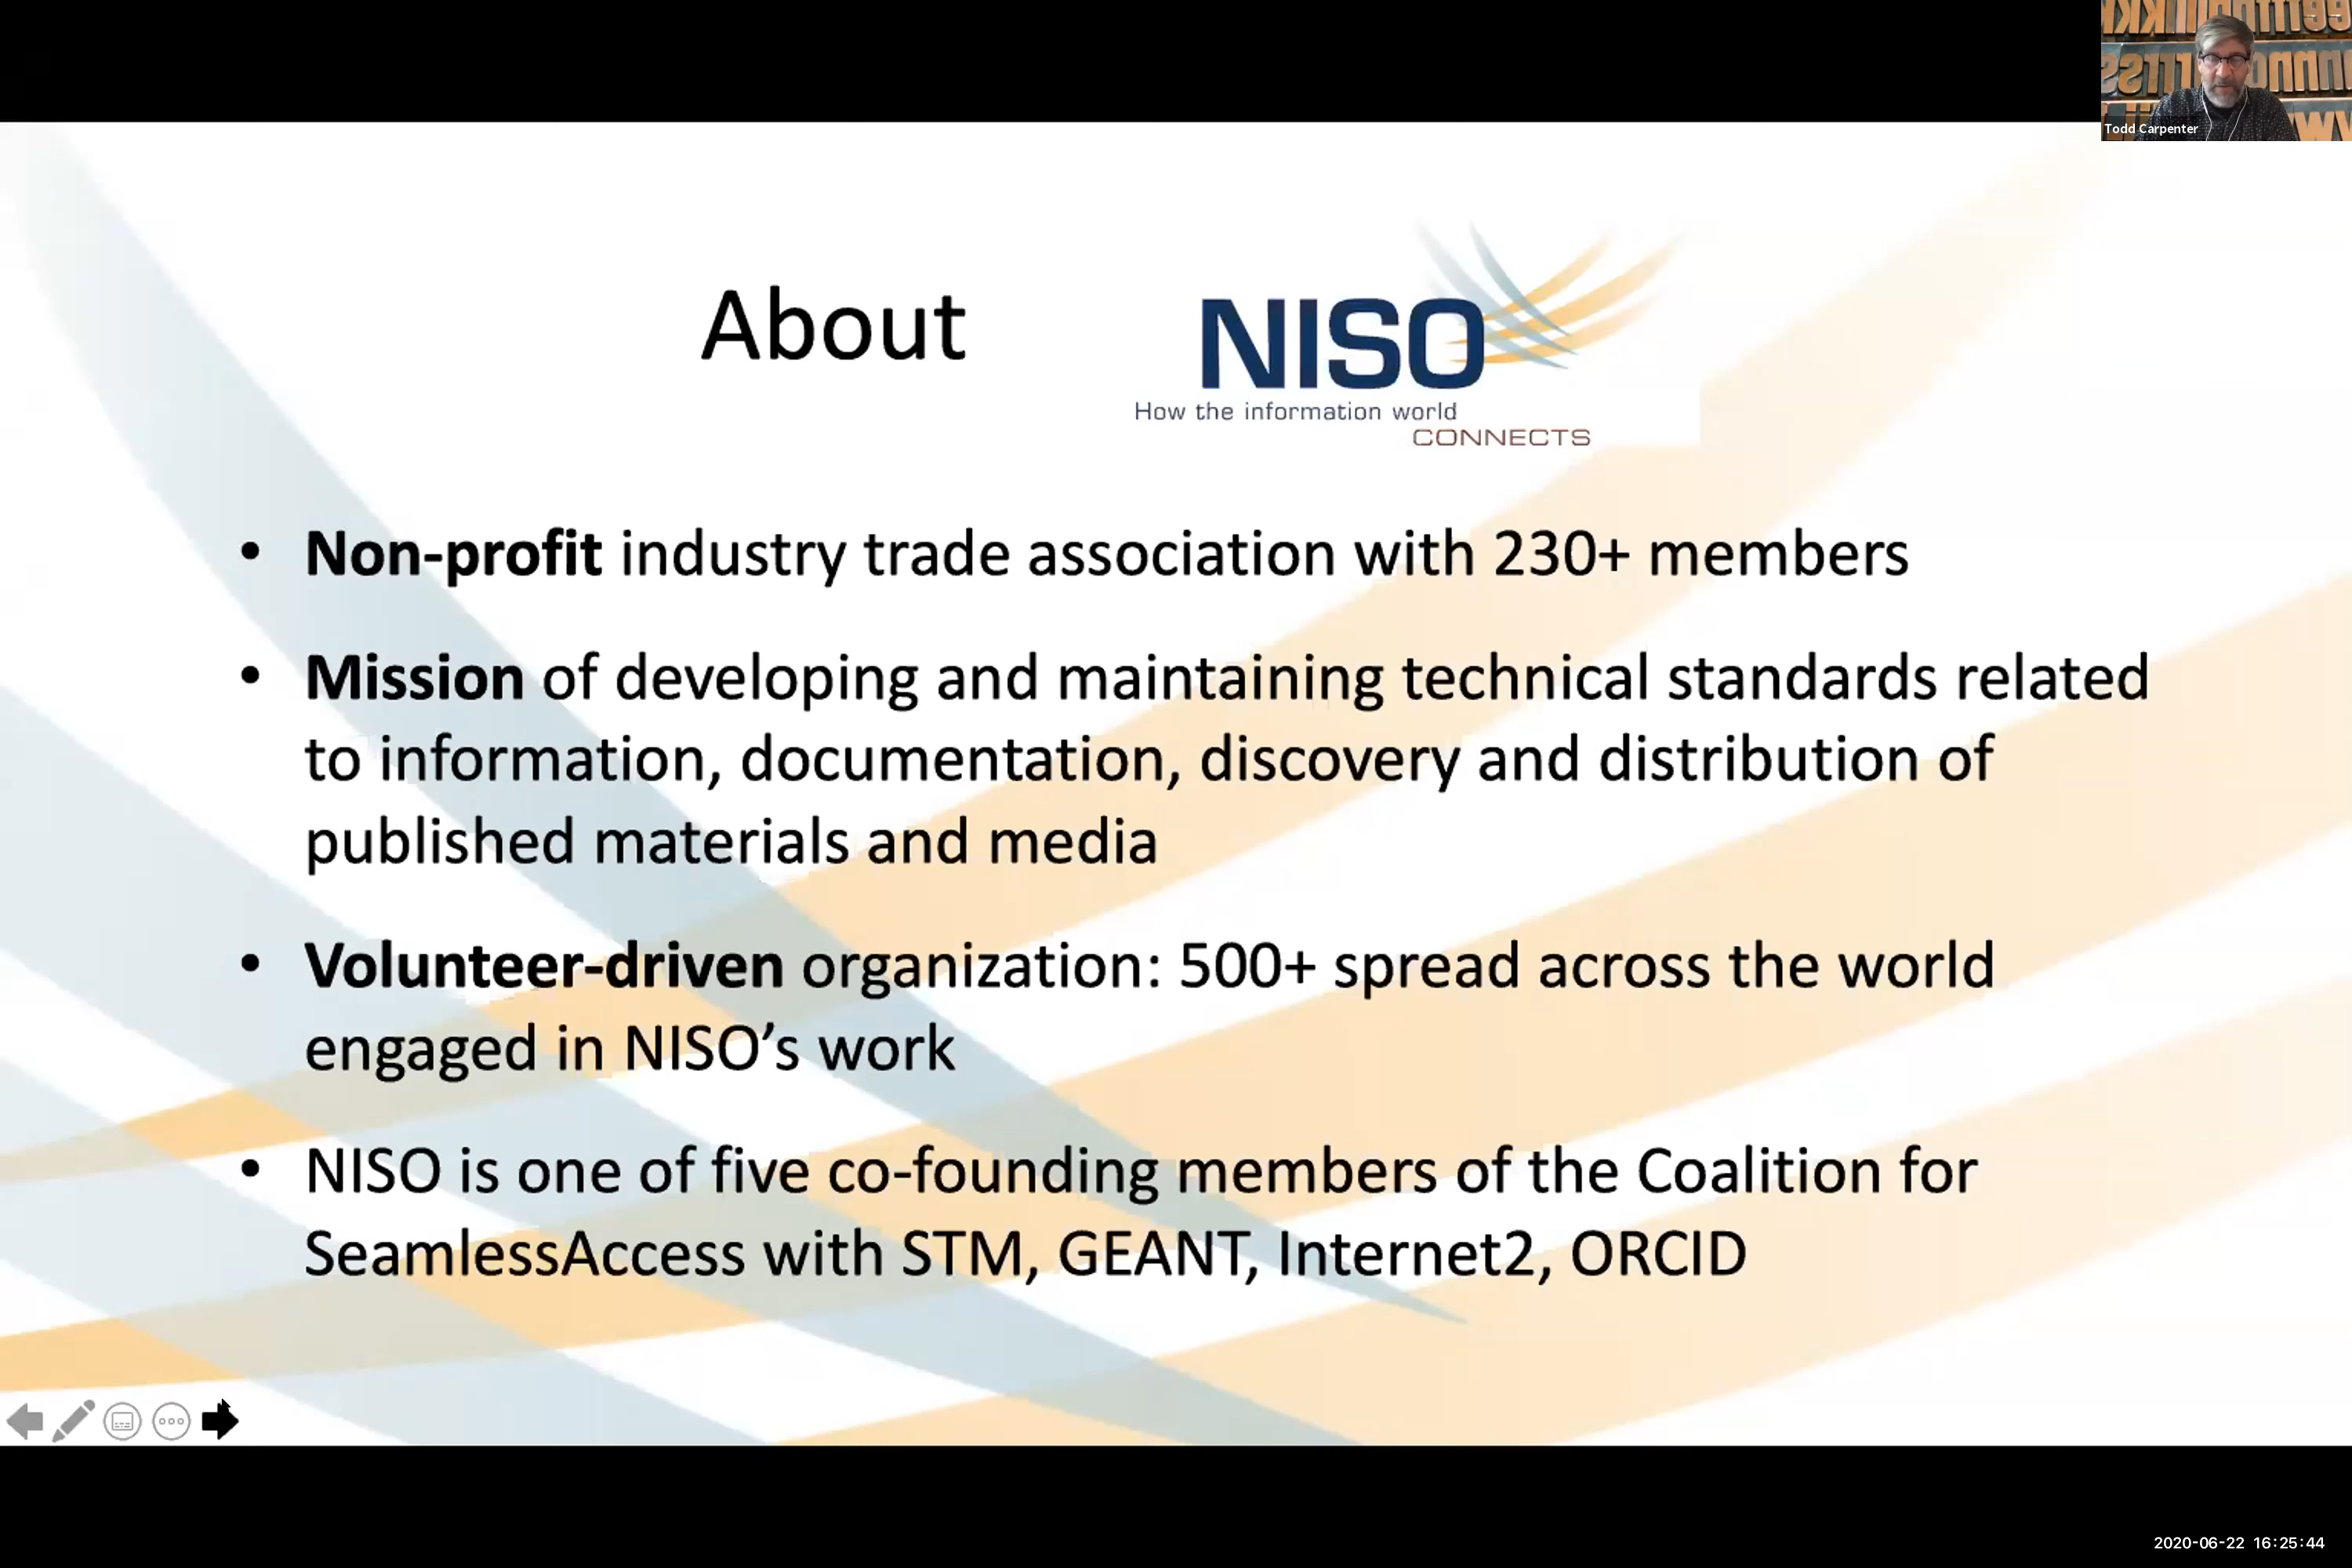 Todd Carpenter
About
NISO
How the information world
CONNECTS
• Non-profit industry trade association with 230+ members
• Mission of developing and maintaining technical standards related
to information, documentation, discovery and distribution of
published materials and media
• Volunteer-driven organization: 500+ spread across the world
engaged in NISO’s work
• NISO is one of five co-founding members of the Coalition for
SeamlessAccess with STM, GEANT, Internet2, ORCID
2020-06-22 16:25:44